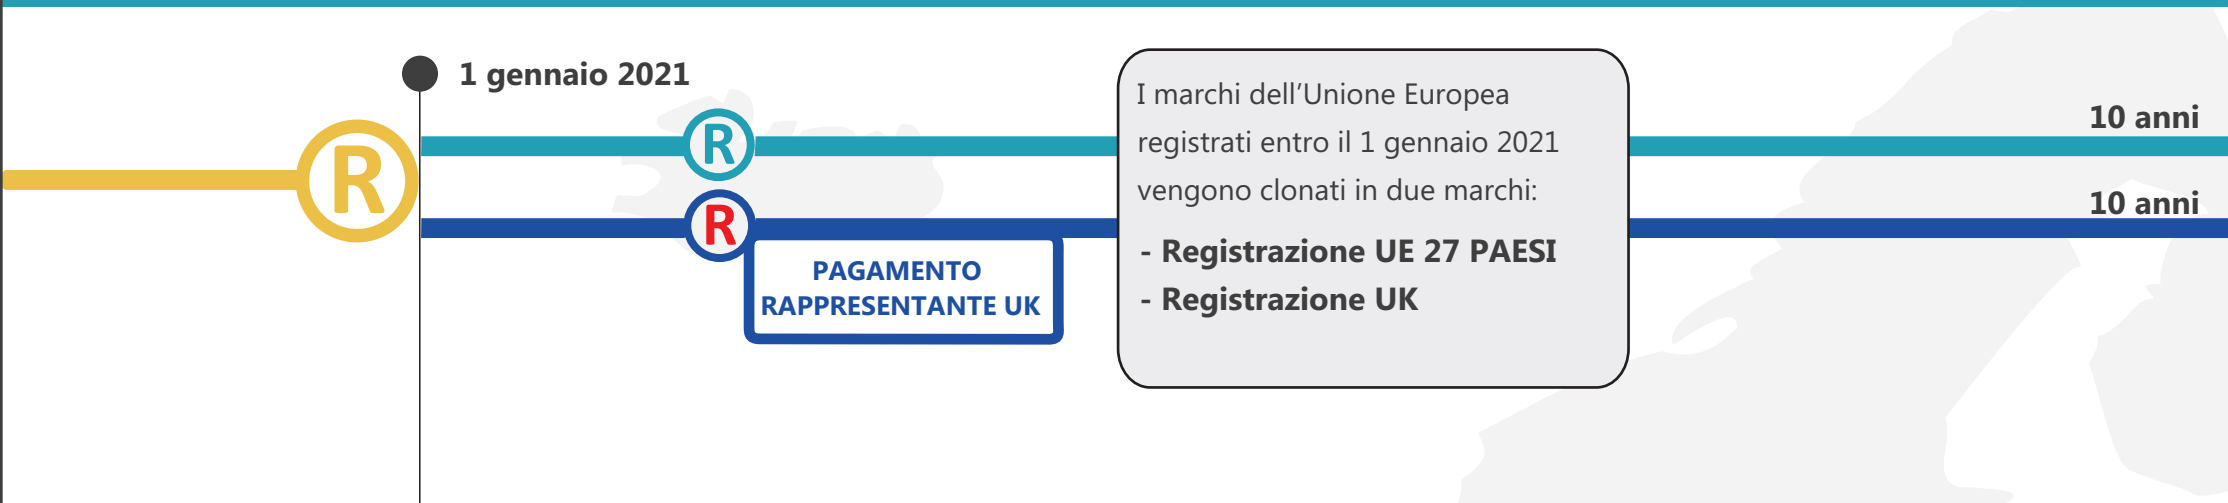 1 gennaio 2021
R
R
R
PAGAMENTO
RAPPRESENTANTE UK
I marchi dell’Unione Europea
registrati entro il 1 gennaio 2021
vengono clonati in due marchi:
- Registrazione UE 27 PAESI
- Registrazione UK
10 anni
10 anni